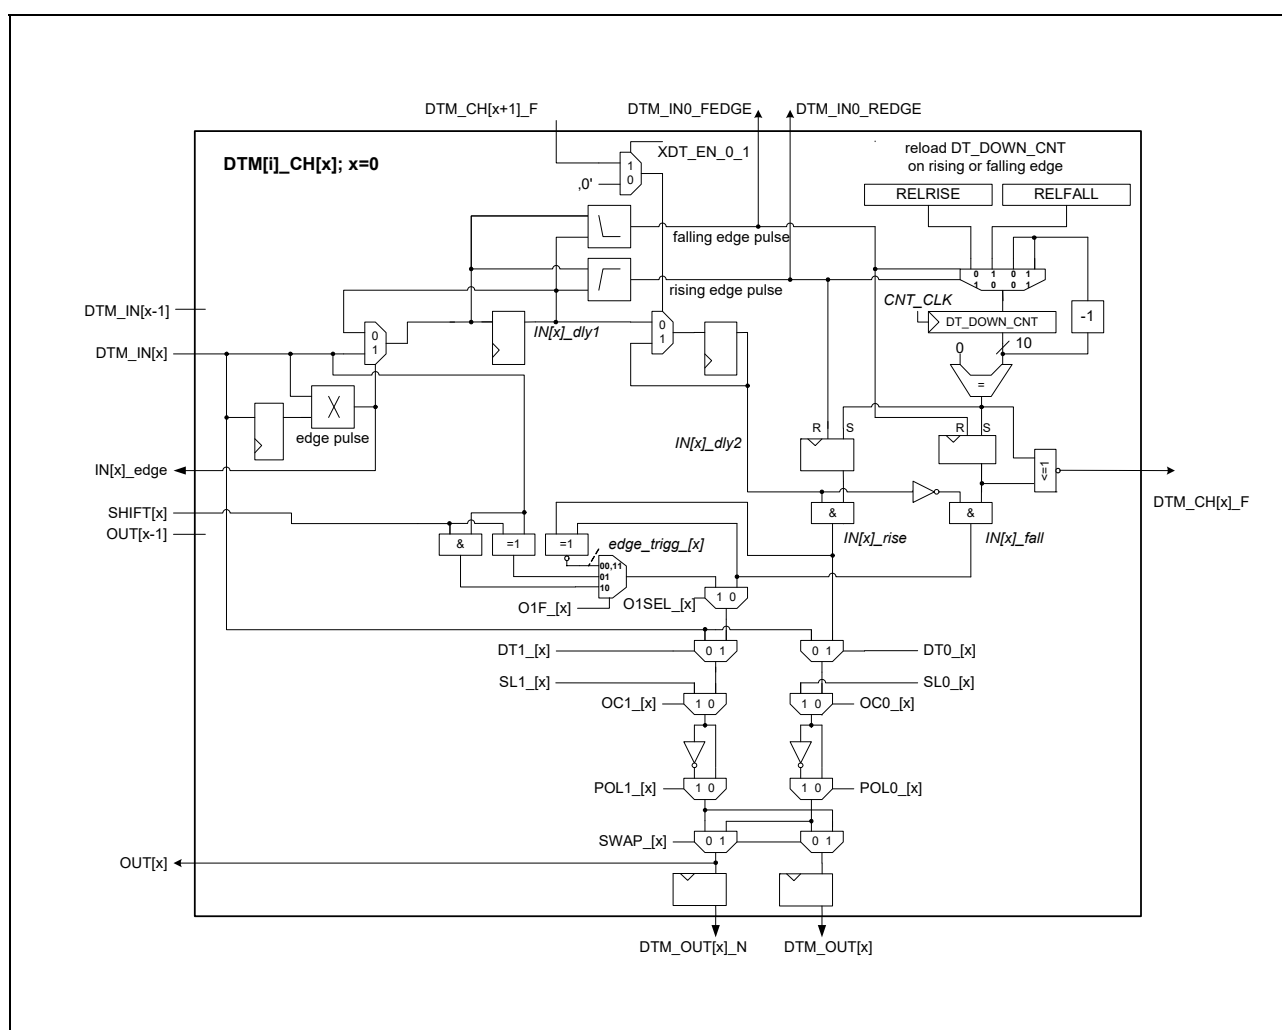 DTM_CH[x+1]_F
DTM_IN0_FEDGE
DTM_IN0_REDGE
DTM[i]_CH[x]; x=0
XDT_EN_0_1
1
0
‚0'
reload DT_DOWN_CNT
on rising or falling edge
RELRISE
RELFALL
falling edge pulse
rising edge pulse
0 1 0 1
1 0 0 1
CNT_CLK
DT_DOWN_CNT
-1
0
10
=
DTM_IN[x-1]
DTM_IN[x]
0
1
IN[x]_dly1
0
1
edge pulse
IN[x]_edge
IN[x]_dly2
R
S
R
S
<=1
DTM_CH[x]_F
SHIFT[x]
OUT[x-1]
&
=1
=1
edge_trigg_[x]
&
&
IN[x]_rise
IN[x]_fall
00,11
01
10
O1F_[x]
O1SEL_[x]
1 0
DT1_[x]
0 1
0 1
DT0_[x]
SL1_[x]
SL0_[x]
OC1_[x]
1 0
1 0
OC0_[x]
POL1_[x]
1 0
1 0
POL0_[x]
SWAP_[x]
0 1
0 1
OUT[x]
DTM_OUT[x]_N
DTM_OUT[x]